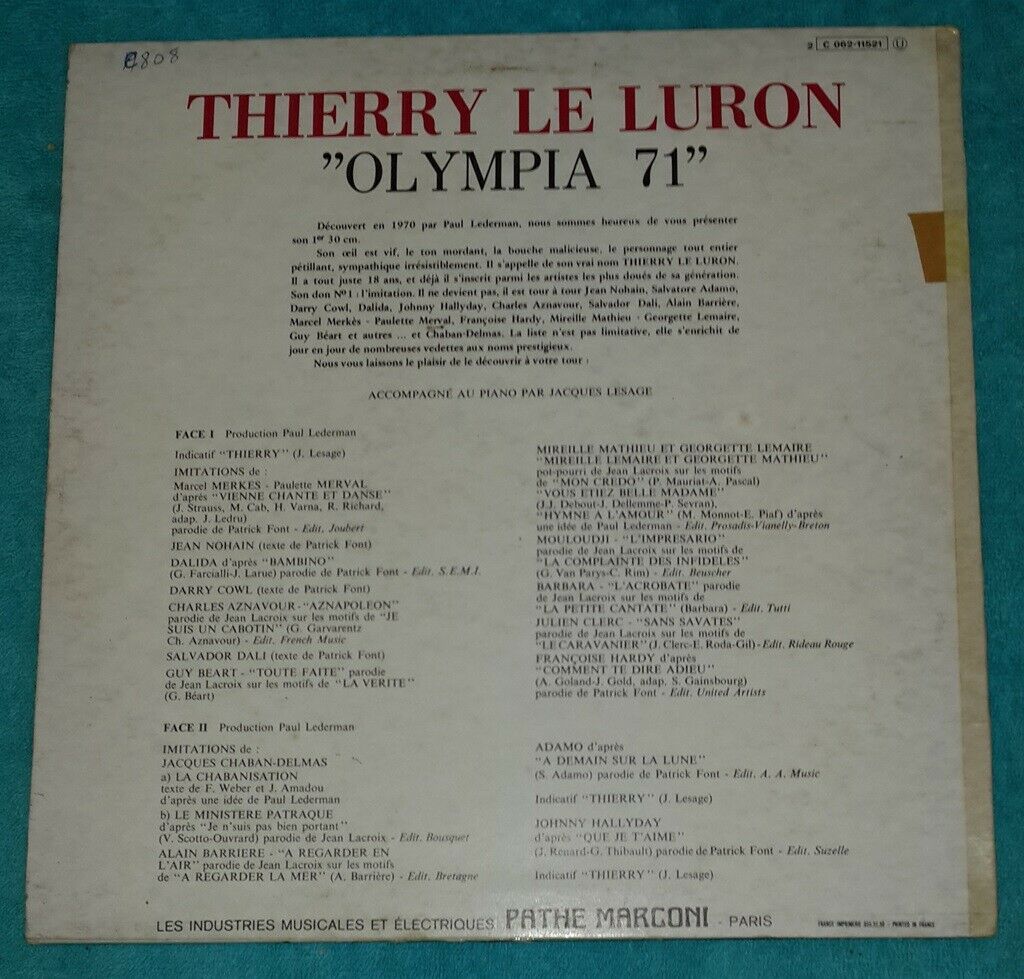 E808
2 C 062-11521 U
THIERRY LE LURON
"OLYMPIA 71"
Découvert en 1970 par Paul Lederman, nous sommes heureux de vous présenter
son 1er 30 cm.
Son œil est vif, le ton mordant, la bouche malicieuse, le personnage tout entier
pétillant, sympathique irrésistiblement. Il s'appelle de son vrai nom THIERRY LE LURON.
Il a tout juste 18 ans, et déjà il s'inscrit parmi les artistes les plus doués de sa génération.
Son don N°1 : l'imitation. Il ne devient pas, il est tour à tour Jean Nohain, Salvatore Adamo,
Darry Cowl, Dalida, Johnny Hallyday, Charles Aznavour, Salvador Dali, Alain Barrière,
Marcel Merkès - Paulette Merval, Françoise Hardy, Mireille Mathieu - Georgette Lemaire,
Guy Béart et autres ... et Chaban-Delmas. La liste n'est pas limitative, elle s'enrichit de
jour en jour de nombreuses vedettes aux noms prestigieux.
Nous vous laissons le plaisir de le découvrir à votre tour :
ACCOMPAGNÉ AU PIANO PAR JACQUES LESAGE
FACE I Production Paul Lederman
Indicatif "THIERRY" (J. Lesage)
IMITATIONS de :
Marcel MERKES - Paulette MERVAL
d'après "VIENNE CHANTE ET DANSE"
(J. Strauss, M. Cab, H. Varna, R. Richard,
adap. J. Ledru)
parodie de Patrick Font - Edit. Joubert
JEAN NOHAIN (texte de Patrick Font)
DALIDA d'après "BAMBINO"
(G. Farcialli-J. Larue) parodie de Patrick Font - Edit. S.E.M.I.
DARRY COWL (texte de Patrick Font)
CHARLES AZNAVOUR - "AZNAPOLEON"
parodie de Jean Lacroix sur les motifs de "JE
SUIS UN CABOTIN" (G. Garvarentz
Ch. Aznavour) - Edit. French Music
SALVADOR DALI (texte de Patrick Font)
GUY BEART - "TOUTE FAITE" parodie
de Jean Lacroix sur les motifs de "LA VERITE"
(G. Béart)
MIREILLE MATHIEU ET GEORGETTE LEMAIRE
"MIREILLE LEMAIRE ET GEORGETTE MATHIEU"
pot-pourri de Jean Lacroix sur les motifs
de "MON CREDO" (P. Mauriat-A. Pascal)
"VOUS ETIEZ BELLE MADAME"
(J.J. Debout-J. Dellemme-P. Sevran),
"HYMNE A L'AMOUR" (M. Monnot-E. Piaf) d'après
une idée de Paul Lederman - Edit. Prosadis-Vianelly-Breton
MOULOUDJI - "L'IMPRESARIO"
parodie de Jean Lacroix sur les motifs de
"LA COMPLAINTE DES INFIDELES"
(G. Van Parys-C. Rim) - Edit. Beuscher
BARBARA - "L'ACROBATE" parodie
de Jean Lacroix sur les motifs de
"LA PETITE CANTATE" (Barbara) - Edit. Tutti
JULIEN CLERC - "SANS SAVATES"
parodie de Jean Lacroix sur les motifs de
"LE CARAVANIER" (J. Clerc-E. Roda-Gil) - Edit. Rideau Rouge
FRANÇOISE HARDY d'après
"COMMENT TE DIRE ADIEU"
(A. Goland-J. Gold, adap. S. Gainsbourg)
parodie de Patrick Font - Edit. United Artists
FACE II Production Paul Lederman
IMITATIONS de :
JACQUES CHABAN-DELMAS
a) LA CHABANISATION
texte de F. Weber et J. Amadou
d'après une idée de Paul Lederman
b) LE MINISTERE PATRAQUE
d'après "Je n'suis pas bien portant"
(V. Scotto-Ouvrard) parodie de Jean Lacroix - Edit. Bousquet
ALAIN BARRIERE - "A REGARDER EN
L'AIR" parodie de Jean Lacroix sur les motifs
de "A REGARDER LA MER" (A. Barrière) - Edit. Bretagne
ADAMO d'après
"A DEMAIN SUR LA LUNE"
(S. Adamo) parodie de Patrick Font - Edit. A. A. Music
Indicatif "THIERRY" (J. Lesage)
JOHNNY HALLYDAY
d'après "QUE JE T'AIME"
(J. Renard-G. Thibault) parodie de Patrick Font - Edit. Suzelle
Indicatif "THIERRY" (J. Lesage)
LES INDUSTRIES MUSICALES ET ÉLECTRIQUES PATHE MARCONI - PARIS
PRINTED IN FRANCE